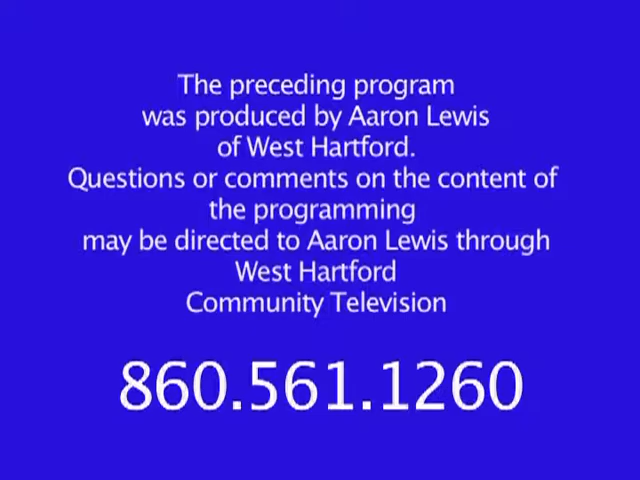 The preceding program
was produced by Aaron Lewis
of West Hartford.
Questions or comments on the content of
the programming
may be directed to Aaron Lewis through
West Hartford
Community Television
860.561.1260